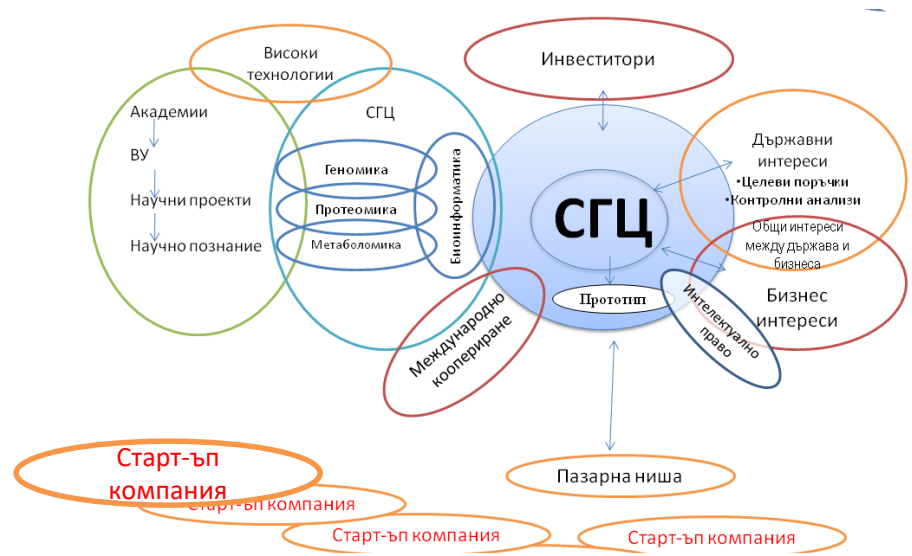 Високи
технологии
Инвеститори
Академии
ВУ
Научни проекти
Научно познание
СГЦ
Геномика
Протеомика
Метаболомика
Биоинформатика
СГЦ
Прототип
Държавни
интереси
•Целеви поръчки
•Контролни анализи
Общи интереси
между държава и
бизнеса
Бизнес
интереси
Интелектуално
право
Международно
коопериране
Пазарна ниша
Старт-ъп
компания
Старт-ъп компания
Старт-ъп компания
Старт-ъп компания